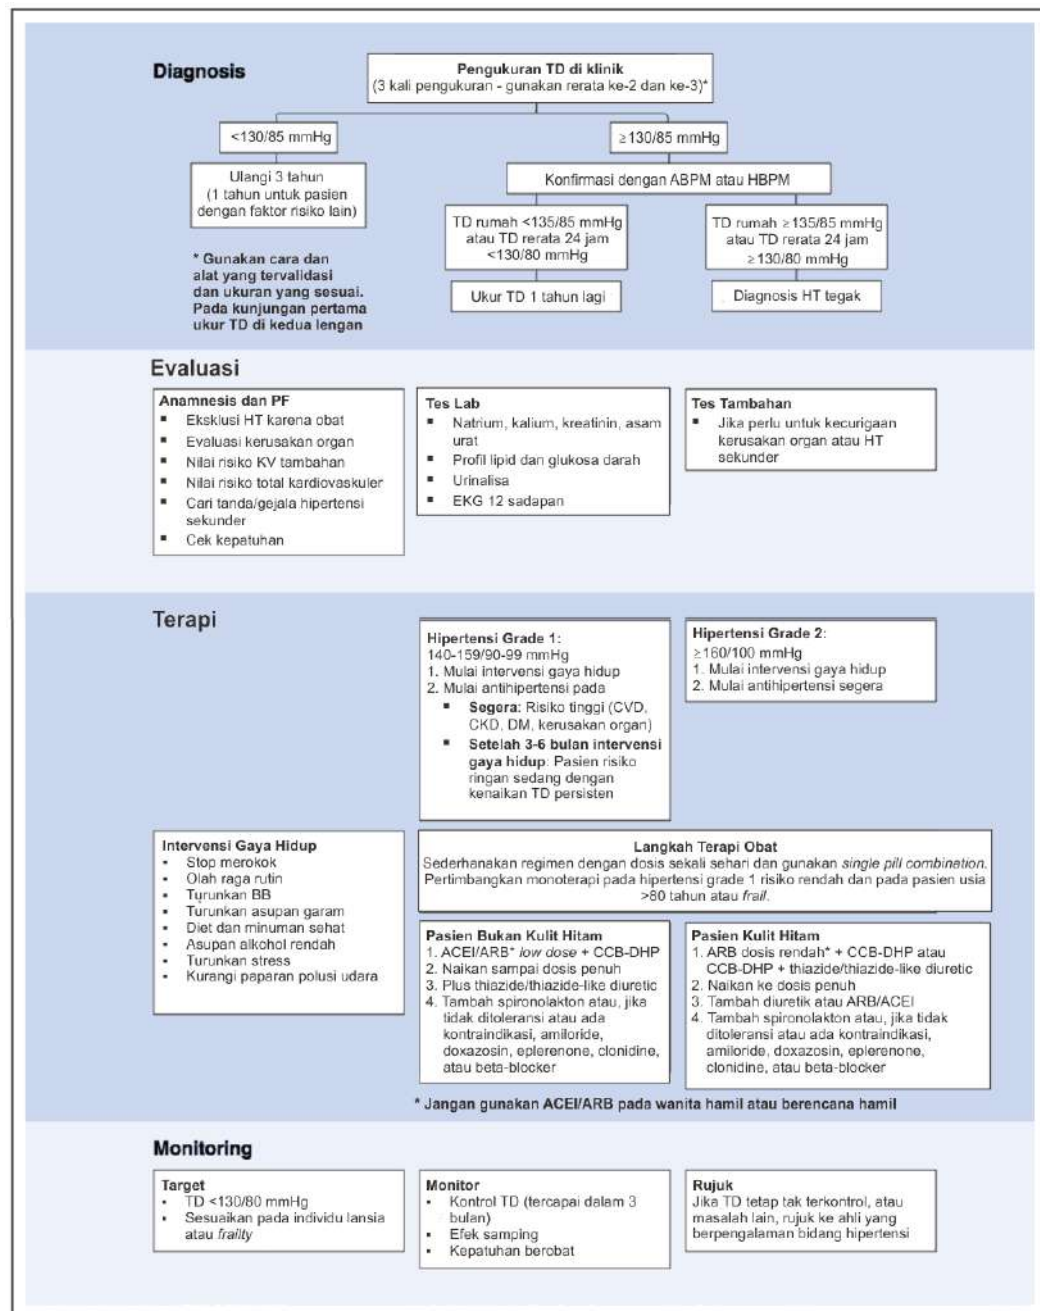 Diagnosis
Pengukuran TD di klinik
(3 kali pengukuran - gunakan rerata ke-2 dan ke-3)*
<130/85 mmHg
≥130/85 mmHg
Ulangi 3 tahun
(1 tahun untuk pasien
dengan faktor risiko lain)
Konfirmasi dengan ABPM atau HBPM
TD rumah <135/85 mmHg
atau TD rerata 24 jam
<130/80 mmHg
TD rumah ≥135/85 mmHg
atau TD rerata 24 jam
≥130/80 mmHg
Ukur TD 1 tahun lagi
Diagnosis HT tegak
* Gunakan cara dan
alat yang tervalidasi
dan ukuran yang sesuai.
Pada kunjungan pertama
ukur TD di kedua lengan
Evaluasi
Anamnesis dan PF
▪ Eksklusi HT karena obat
▪ Evaluasi kerusakan organ
▪ Nilai risiko KV tambahan
▪ Nilai risiko total kardiovaskuler
▪ Cari tanda/gejala hipertensi
sekunder
▪ Cek kepatuhan
Tes Lab
▪ Natrium, kalium, kreatinin, asam
urat
▪ Profil lipid dan glukosa darah
▪ Urinalisa
▪ EKG 12 sadapan
Tes Tambahan
▪ Jika perlu untuk kecurigaan
kerusakan organ atau HT
sekunder
Terapi
Hipertensi Grade 1:
140-159/90-99 mmHg
1. Mulai intervensi gaya hidup
2. Mulai antihipertensi pada
▪ Segera: Risiko tinggi (CVD,
CKD, DM, kerusakan organ)
▪ Setelah 3-6 bulan intervensi
gaya hidup: Pasien risiko
ringan sedang dengan
kenaikan TD persisten
Hipertensi Grade 2:
≥160/100 mmHg
1. Mulai intervensi gaya hidup
2. Mulai antihipertensi segera
Intervensi Gaya Hidup
▪ Stop merokok
▪ Olah raga rutin
▪ Turunkan BB
▪ Turunkan asupan garam
▪ Diet dan minuman sehat
▪ Asupan alkohol rendah
▪ Turunkan stress
▪ Kurangi paparan polusi udara
Langkah Terapi Obat
Sederhanakan regimen dengan dosis sekali sehari dan gunakan single pill combination.
Pertimbangkan monoterapi pada hipertensi grade 1 risiko rendah dan pada pasien usia
>80 tahun atau frail.
Pasien Bukan Kulit Hitam
1. ACEI/ARB* low dose + CCB-DHP
2. Naikan sampai dosis penuh
3. Plus thiazide/thiazide-like diuretic
4. Tambah spironolakton atau, jika
tidak ditoleransi atau ada
kontraindikasi, amiloride,
doxazosin, eplerenone, clonidine,
atau beta-blocker
Pasien Kulit Hitam
1. ARB dosis rendah* + CCB-DHP atau
CCB-DHP + thiazide/thiazide-like diuretic
2. Naikan ke dosis penuh
3. Tambah diuretik atau ARB/ACEI
4. Tambah spironolakton atau, jika tidak
ditoleransi atau ada kontraindikasi,
amiloride, doxazosin, eplerenone,
clonidine, atau beta-blocker
* Jangan gunakan ACEI/ARB pada wanita hamil atau berencana hamil
Monitoring
Target
▪ TD <130/80 mmHg
▪ Sesuaikan pada individu lansia
atau frailty
Monitor
▪ Kontrol TD (tercapai dalam 3
bulan)
▪ Efek samping
▪ Kepatuhan berobat
Rujuk
Jika TD tetap tak terkontrol, atau
masalah lain, rujuk ke ahli yang
berpengalaman bidang hipertensi